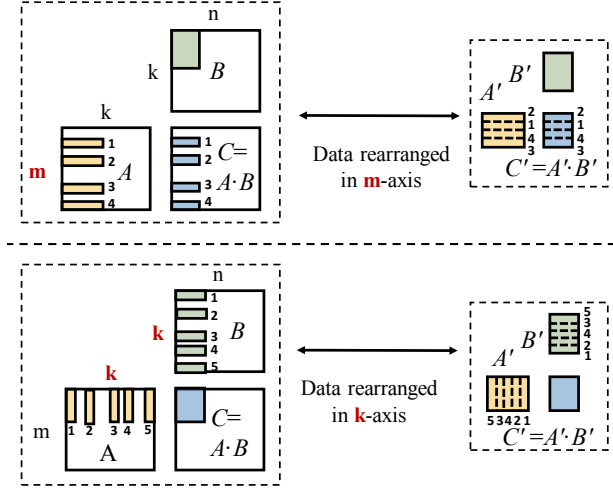 n
k
B
k
m
1
2
3
4
A
1
2
3
4
C=
A·B
Data rearranged
in m-axis
B'
A'
2
1
4
3
2
1
4
3
C'=A'·B'
n
k
1
2
3
4
5
B
k
m
1 2 3 4 5
A
C=
A·B
Data rearranged
in k-axis
B'
5
3
4
2
1
A'
5 3 4 2 1
C'=A'·B'